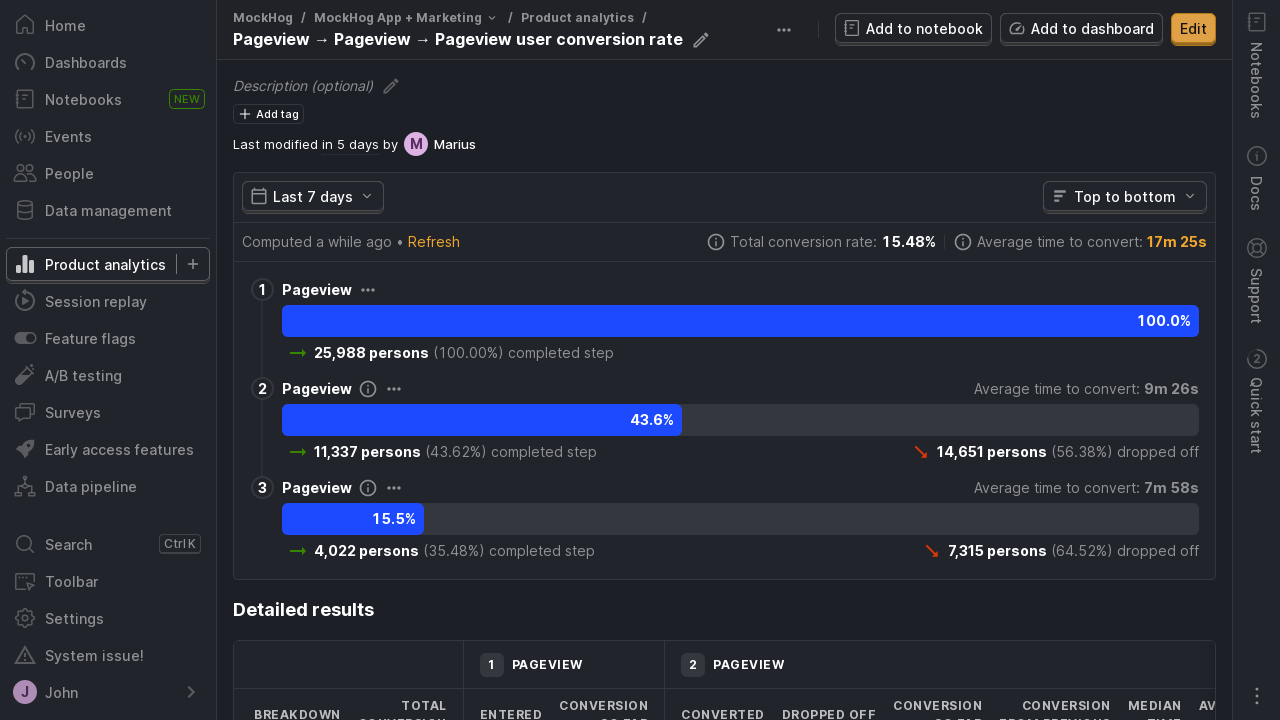 Home
Dashboards
Notebooks
NEW
Events
People
Data management
Product analytics
Session replay
Feature flags
A/B testing
Surveys
Early access features
Data pipeline
Search
Ctrl K
Toolbar
Settings
System issue!
J John
MockHog / MockHog App + Marketing / Product analytics /
Pageview → Pageview → Pageview user conversion rate
Add to notebook
Add to dashboard
Edit
Description (optional)
Add tag
Last modified in 5 days by M Marius
Last 7 days
Top to bottom
Computed a while ago • Refresh
Total conversion rate: 15.48%
Average time to convert: 17m 25s
1 Pageview
100.0%
25,988 persons (100.00%) completed step
2 Pageview
Average time to convert: 9m 26s
43.6%
11,337 persons (43.62%) completed step
14,651 persons (56.38%) dropped off
3 Pageview
Average time to convert: 7m 58s
15.5%
4,022 persons (35.48%) completed step
7,315 persons (64.52%) dropped off
Detailed results
1 PAGEVIEW
2 PAGEVIEW
BREAKDOWN
TOTAL
ENTERED
CONVERSION
CONVERTED
DROPPED OFF
CONVERSION
CONVERSION
MEDIAN
Notebooks
Docs
Support
2
Quick start